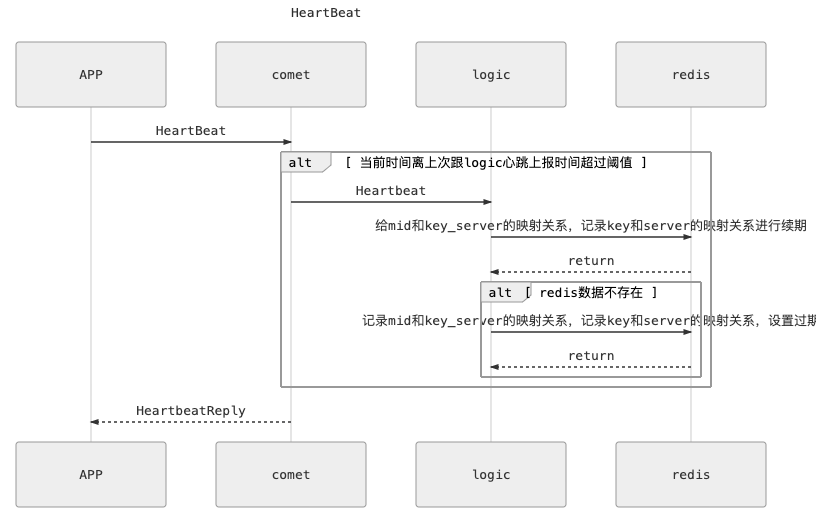 HeartBeat
APP comet logic redis
HeartBeat
alt [ 当前时间离上次跟logic心跳上报时间超过阈值 ]
Heartbeat
给mid和key_server的映射关系，记录key和server的映射关系进行续期
return
alt [ redis数据不存在 ]
记录mid和key_server的映射关系，记录key和server的映射关系，设置过期
return
HeartbeatReply
APP comet logic redis